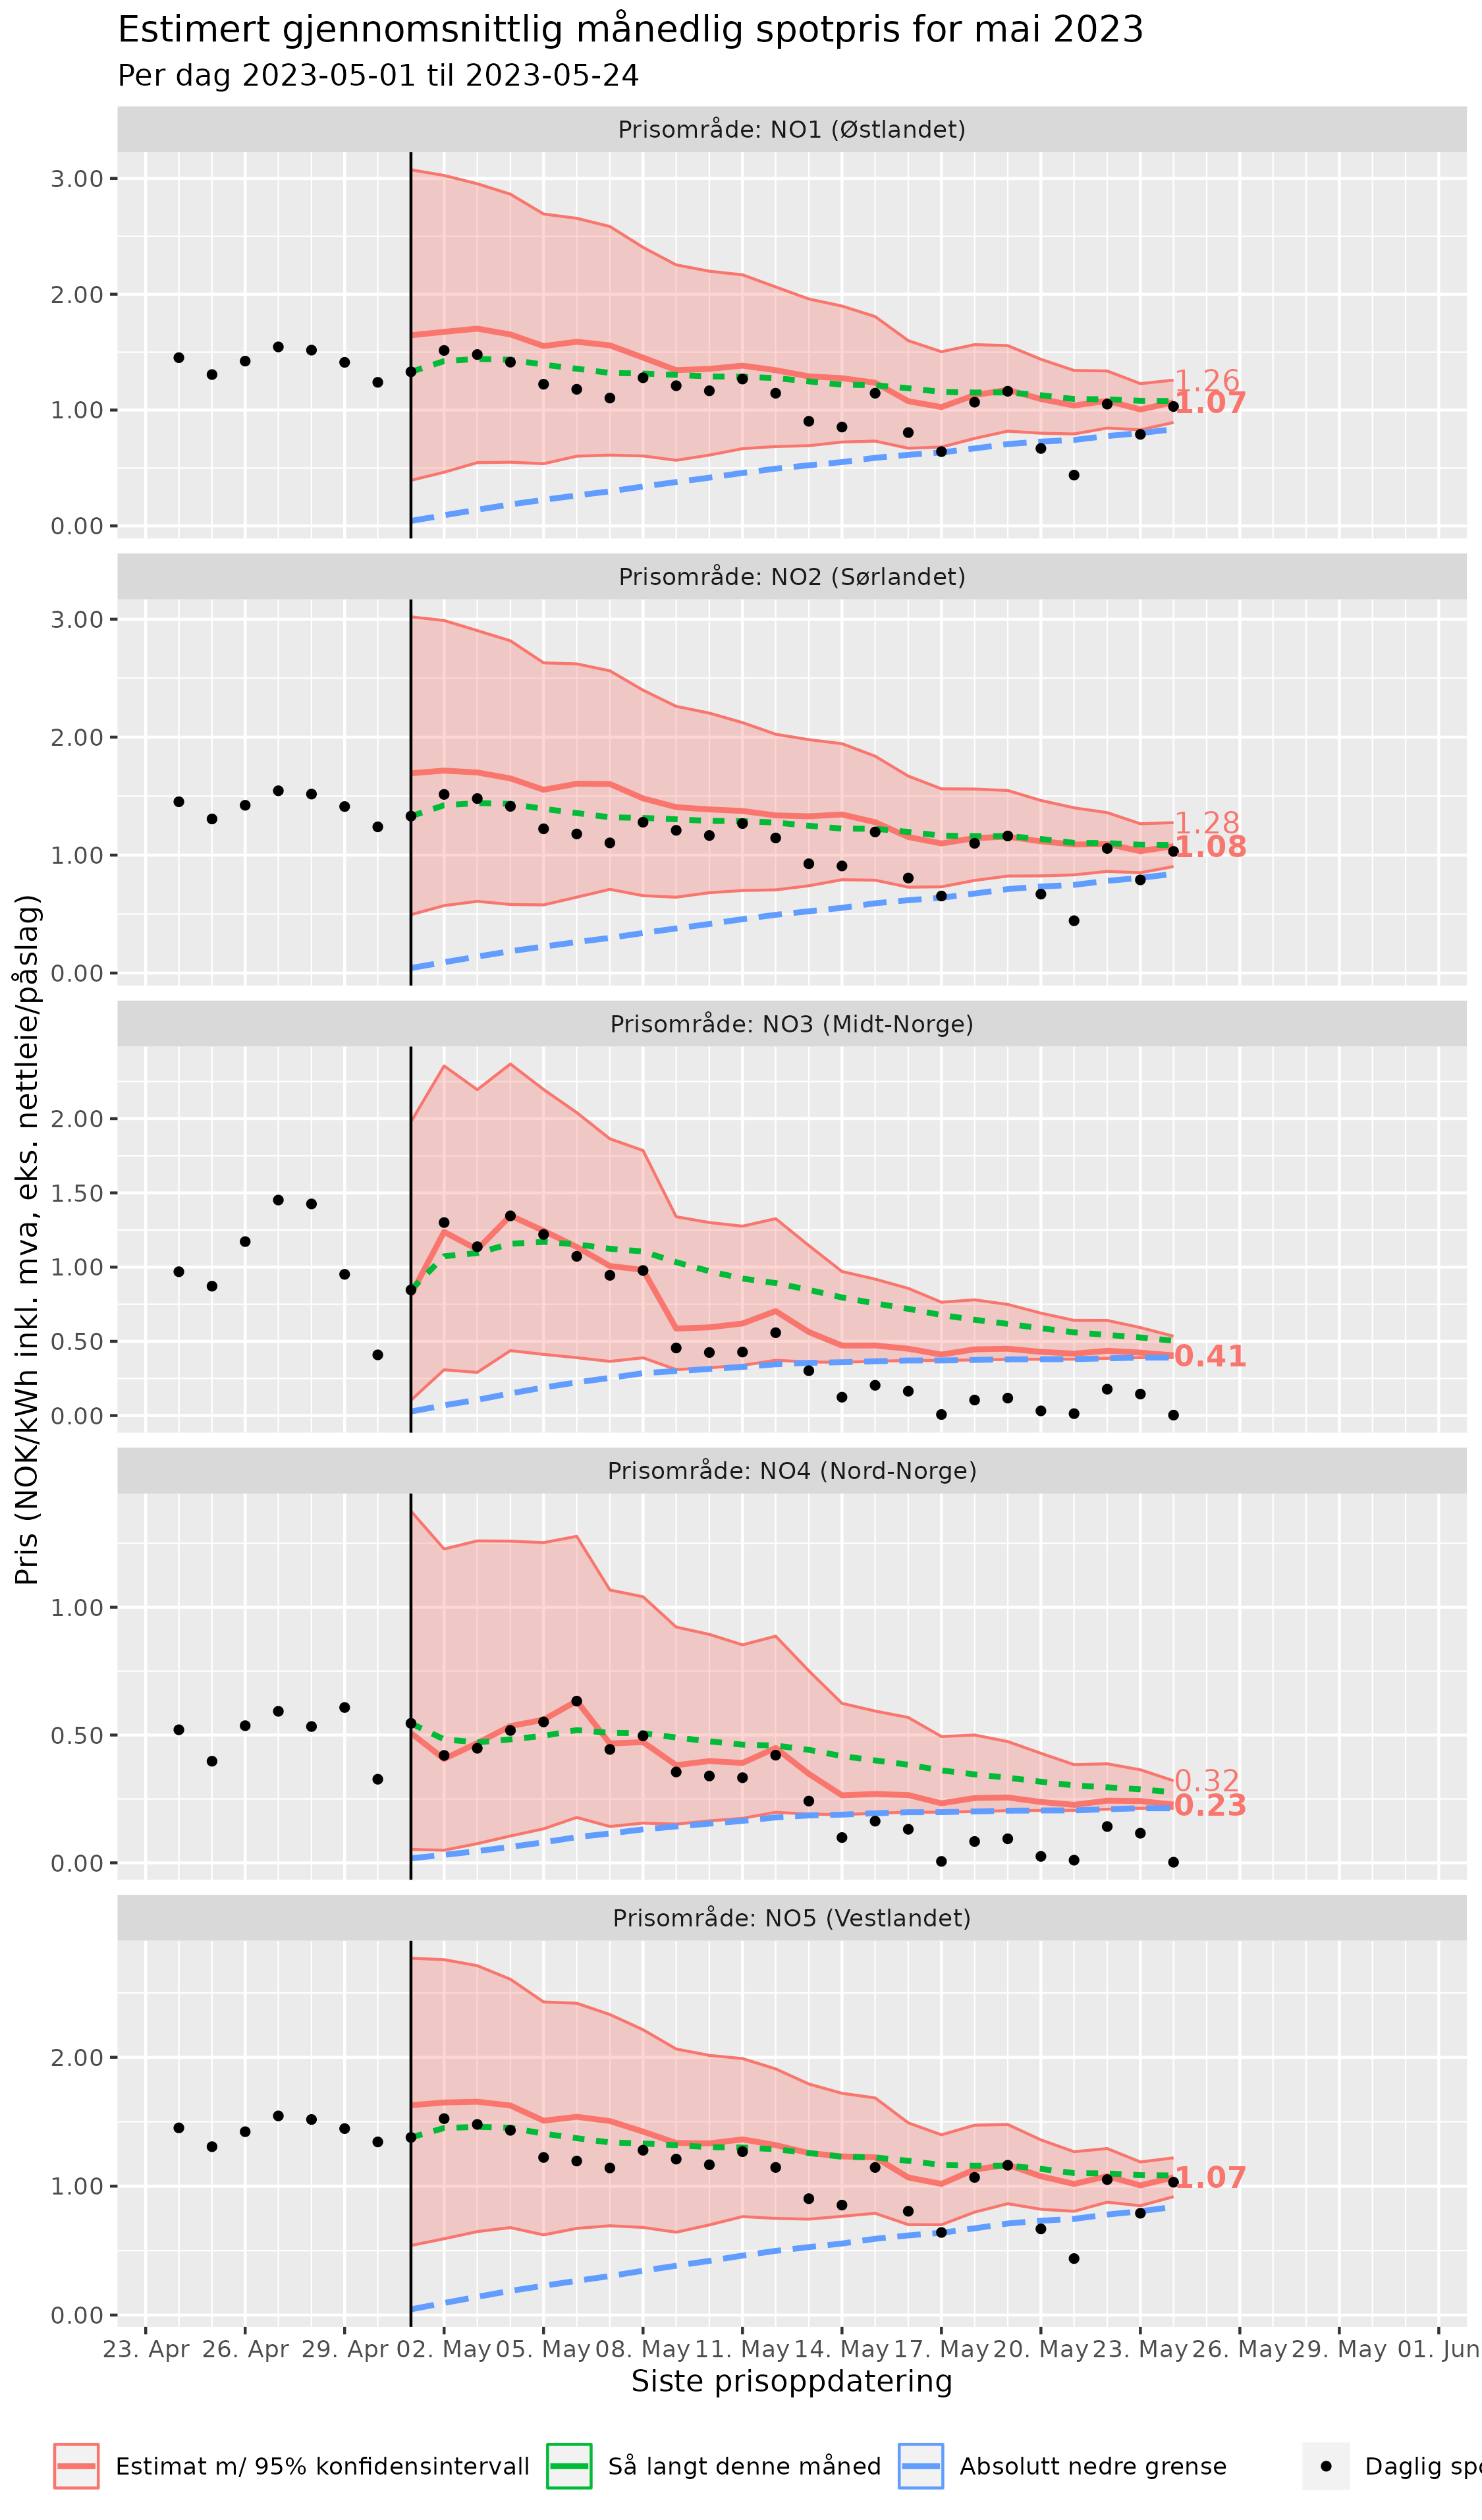 Estimert gjennomsnittlig månedlig spotpris for mai 2023
Per dag 2023-05-01 til 2023-05-24
Pris (NOK/kWh inkl. mva, eks. nettleie/påslag)
Prisområde: NO1 (Østlandet)
3.00
2.00
1.00
0.00
1.26
1.07
Prisområde: NO2 (Sørlandet)
3.00
2.00
1.00
0.00
1.28
1.08
Prisområde: NO3 (Midt-Norge)
2.00
1.50
1.00
0.50
0.00
0.41
Prisområde: NO4 (Nord-Norge)
1.00
0.50
0.00
0.32
0.23
Prisområde: NO5 (Vestlandet)
2.00
1.00
0.00
1.07
23. Apr 26. Apr 29. Apr 02. May 05. May 08. May 11. May 14. May 17. May 20. May 23. May 26. May 29. May 01. Jun
Siste prisoppdatering
Estimat m/ 95% konfidensintervall Så langt denne måned Absolutt nedre grense Daglig